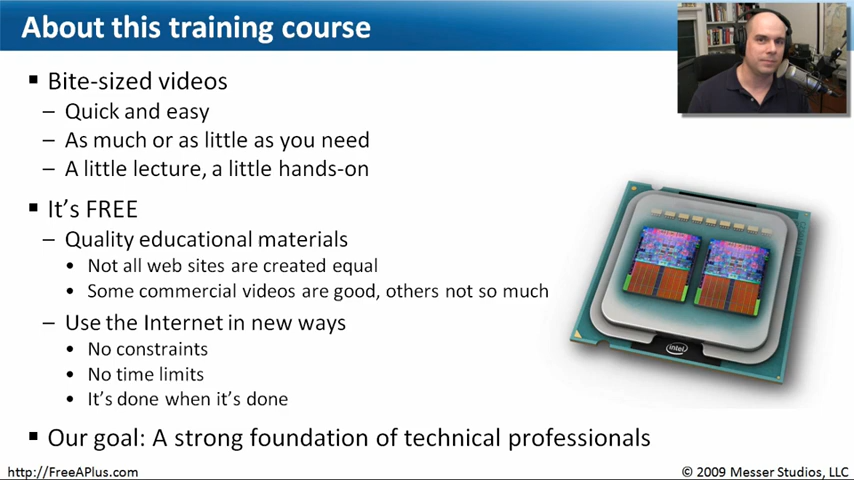 About this training course
Bite-sized videos
– Quick and easy
– As much or as little as you need
– A little lecture, a little hands-on
It's FREE
– Quality educational materials
• Not all web sites are created equal
• Some commercial videos are good, others not so much
– Use the Internet in new ways
• No constraints
• No time limits
• It's done when it's done
Our goal: A strong foundation of technical professionals
intel
http://FreeAPlus.com
© 2009 Messer Studios, LLC